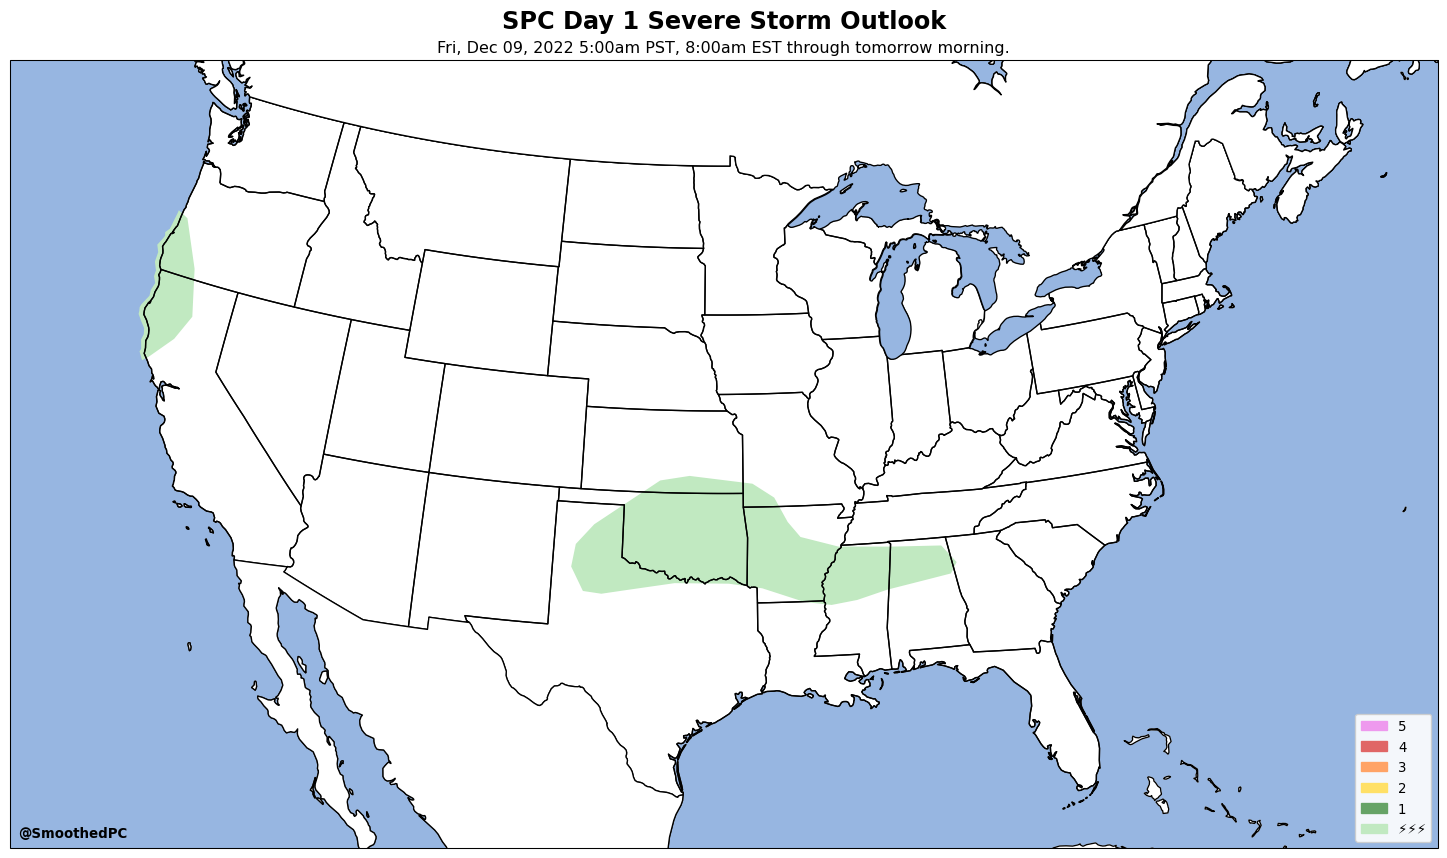 SPC Day 1 Severe Storm Outlook
Fri, Dec 09, 2022 5:00am PST, 8:00am EST through tomorrow morning.
5
4
3
2
1
⚡⚡⚡
@SmoothedPC